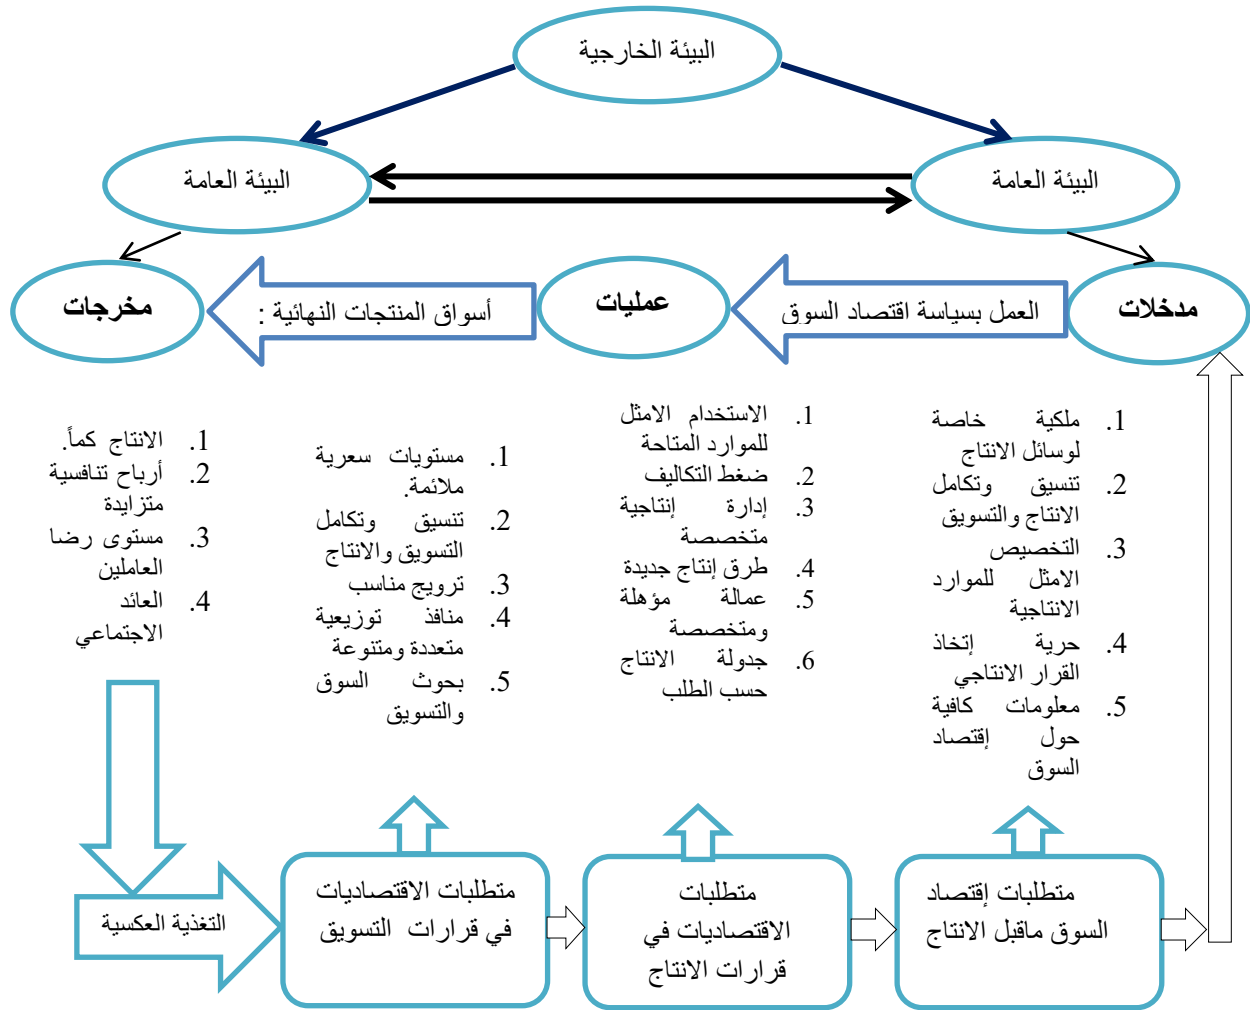 البيئة الخارجية
البيئة العامة
البيئة العامة
مدخلات
العمل بسياسة اقتصاد السوق
عمليات
أسواق المنتجات النهائية :
مخرجات
1. ملكية خاصة
لوسائل الانتاج
2. تنسيق وتكامل
الانتاج والتسويق
3. التخصيص
الامثل للموارد
الانتاجية
4. حرية إتخاذ
القرار الانتاجي
5. معلومات كافية
حول إقتصاد
السوق
1. الاستخدام الامثل
للموارد المتاحة
2. ضغط التكاليف
3. إدارة إنتاجية
متخصصة
4. طرق إنتاج جديدة
5. عمالة مؤهلة
ومتخصصة
6. جدولة الانتاج
حسب الطلب
1. مستويات سعرية
ملائمة.
2. تنسيق وتكامل
التسويق والانتاج
3. ترويج مناسب
4. منافذ توزيعية
متعددة ومتنوعة
5. بحوث السوق
والتسويق
1. الانتاج كماً.
2. أرباح تنافسية
متزايدة
3. مستوى رضا
العاملين
4. العائد
الاجتماعي
متطلبات إقتصاد
السوق ماقبل الانتاج
متطلبات
الاقتصاديات في
قرارات الانتاج
متطلبات الاقتصاديات
في قرارات التسويق
التغذية العكسية